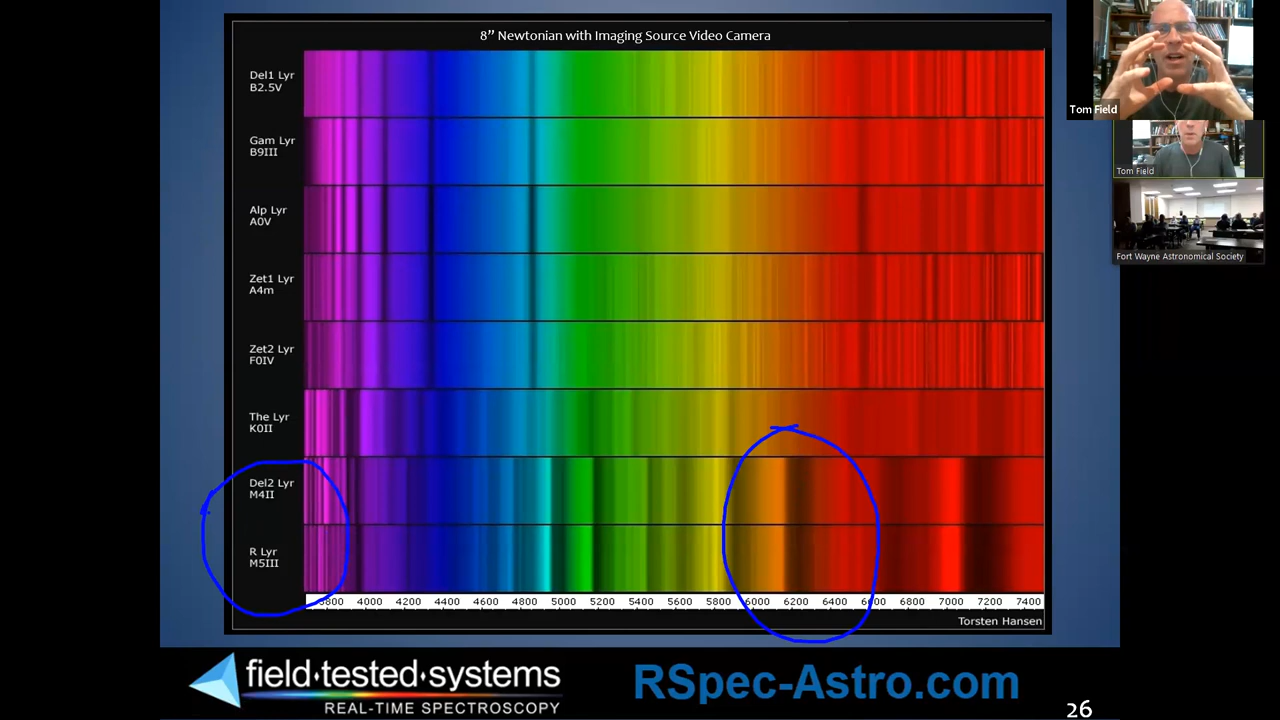 8” Newtonian with Imaging Source Video Camera
Del1 Lyr
B2.5V
Gam Lyr
B9III
Alp Lyr
A0V
Zet1 Lyr
A4m
Zet2 Lyr
F0IV
The Lyr
K0II
Del2 Lyr
M4II
R Lyr
M5III
3800 4000 4200 4400 4600 4800 5000 5200 5400 5600 5800 6000 6200 6400 6600 6800 7000 7200 7400
Torsten Hansen
Tom Field
Tom Field
Fort Wayne Astronomical Society
field·tested·systems
REAL-TIME SPECTROSCOPY
RSpec-Astro.com
26